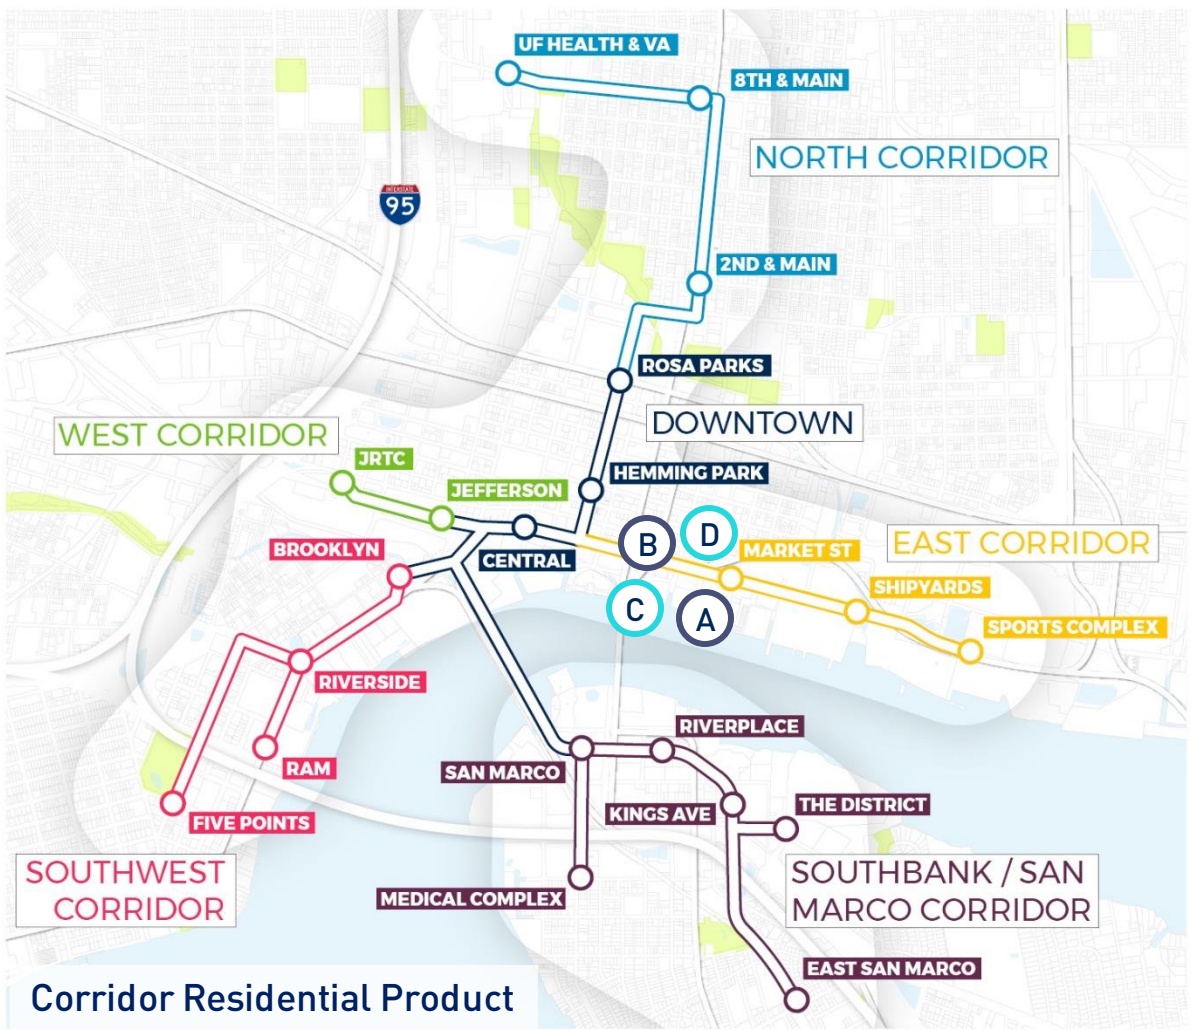 UF HEALTH & VA
8TH & MAIN
NORTH CORRIDOR
INTERSTATE
95
2ND & MAIN
ROSA PARKS
DOWNTOWN
WEST CORRIDOR
JRTC
HEMMING PARK
JEFFERSON
B
D
EAST CORRIDOR
BROOKLYN
CENTRAL
MARKET ST
SHIPYARDS
C
A
SPORTS COMPLEX
RIVERSIDE
RIVERPLACE
RAM
SAN MARCO
FIVE POINTS
KINGS AVE
THE DISTRICT
SOUTHWEST
CORRIDOR
MEDICAL COMPLEX
SOUTHBANK / SAN
MARCO CORRIDOR
EAST SAN MARCO
Corridor Residential Product